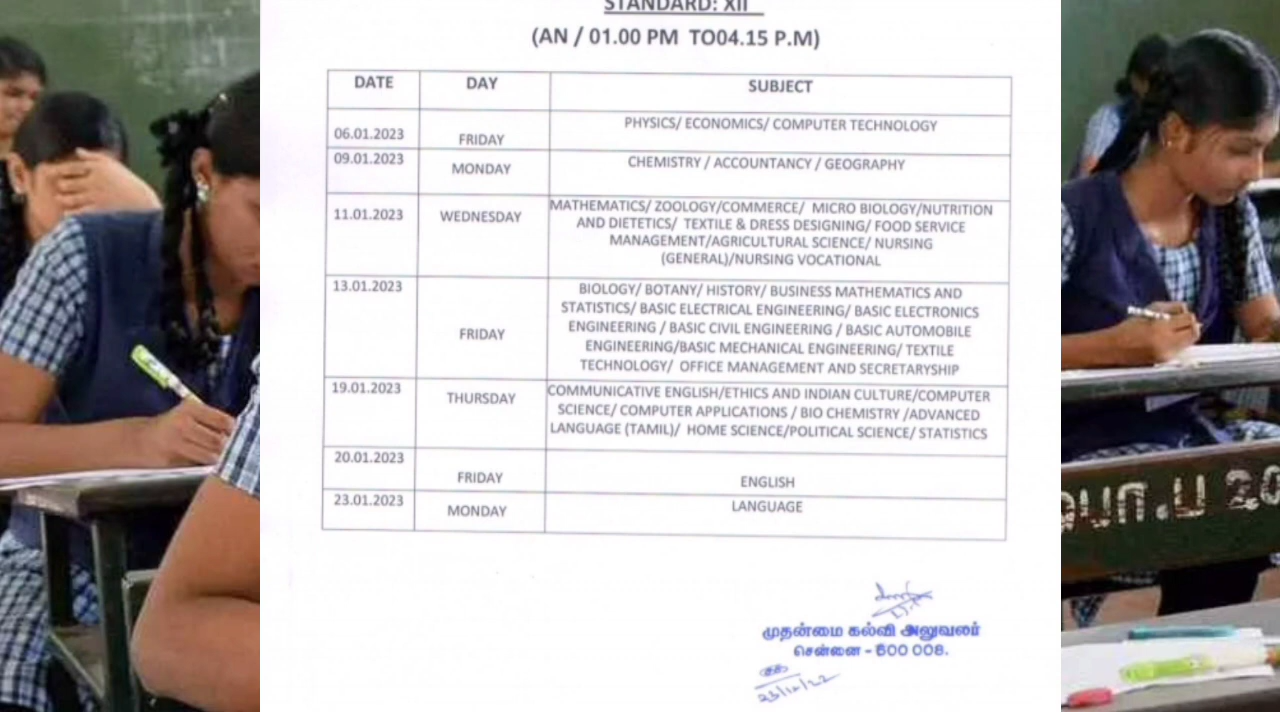 STANDARD: XII
(AN / 01.00 PM TO04.15 P.M)
DATE DAY SUBJECT
06.01.2023 FRIDAY PHYSICS/ ECONOMICS/ COMPUTER TECHNOLOGY
09.01.2023 MONDAY CHEMISTRY / ACCOUNTANCY / GEOGRAPHY
11.01.2023 WEDNESDAY MATHEMATICS/ ZOOLOGY/COMMERCE/ MICRO BIOLOGY/NUTRITION
AND DIETETICS/ TEXTILE & DRESS DESIGNING/ FOOD SERVICE
MANAGEMENT/AGRICULTURAL SCIENCE/ NURSING
(GENERAL)/NURSING VOCATIONAL
13.01.2023 FRIDAY BIOLOGY/ BOTANY/ HISTORY/ BUSINESS MATHEMATICS AND
STATISTICS/ BASIC ELECTRICAL ENGINEERING/ BASIC ELECTRONICS
ENGINEERING / BASIC CIVIL ENGINEERING / BASIC AUTOMOBILE
ENGINEERING/BASIC MECHANICAL ENGINEERING/ TEXTILE
TECHNOLOGY/ OFFICE MANAGEMENT AND SECRETARYSHIP
19.01.2023 THURSDAY COMMUNICATIVE ENGLISH/ETHICS AND INDIAN CULTURE/COMPUTER
SCIENCE/ COMPUTER APPLICATIONS / BIO CHEMISTRY /ADVANCED
LANGUAGE (TAMIL)/ HOME SCIENCE/POLITICAL SCIENCE/ STATISTICS
20.01.2023 FRIDAY ENGLISH
23.01.2023 MONDAY LANGUAGE
முதன்மை கல்வி அலுவலர்
சென்னை - 600 008.
23/12/22
பொ.ப 20